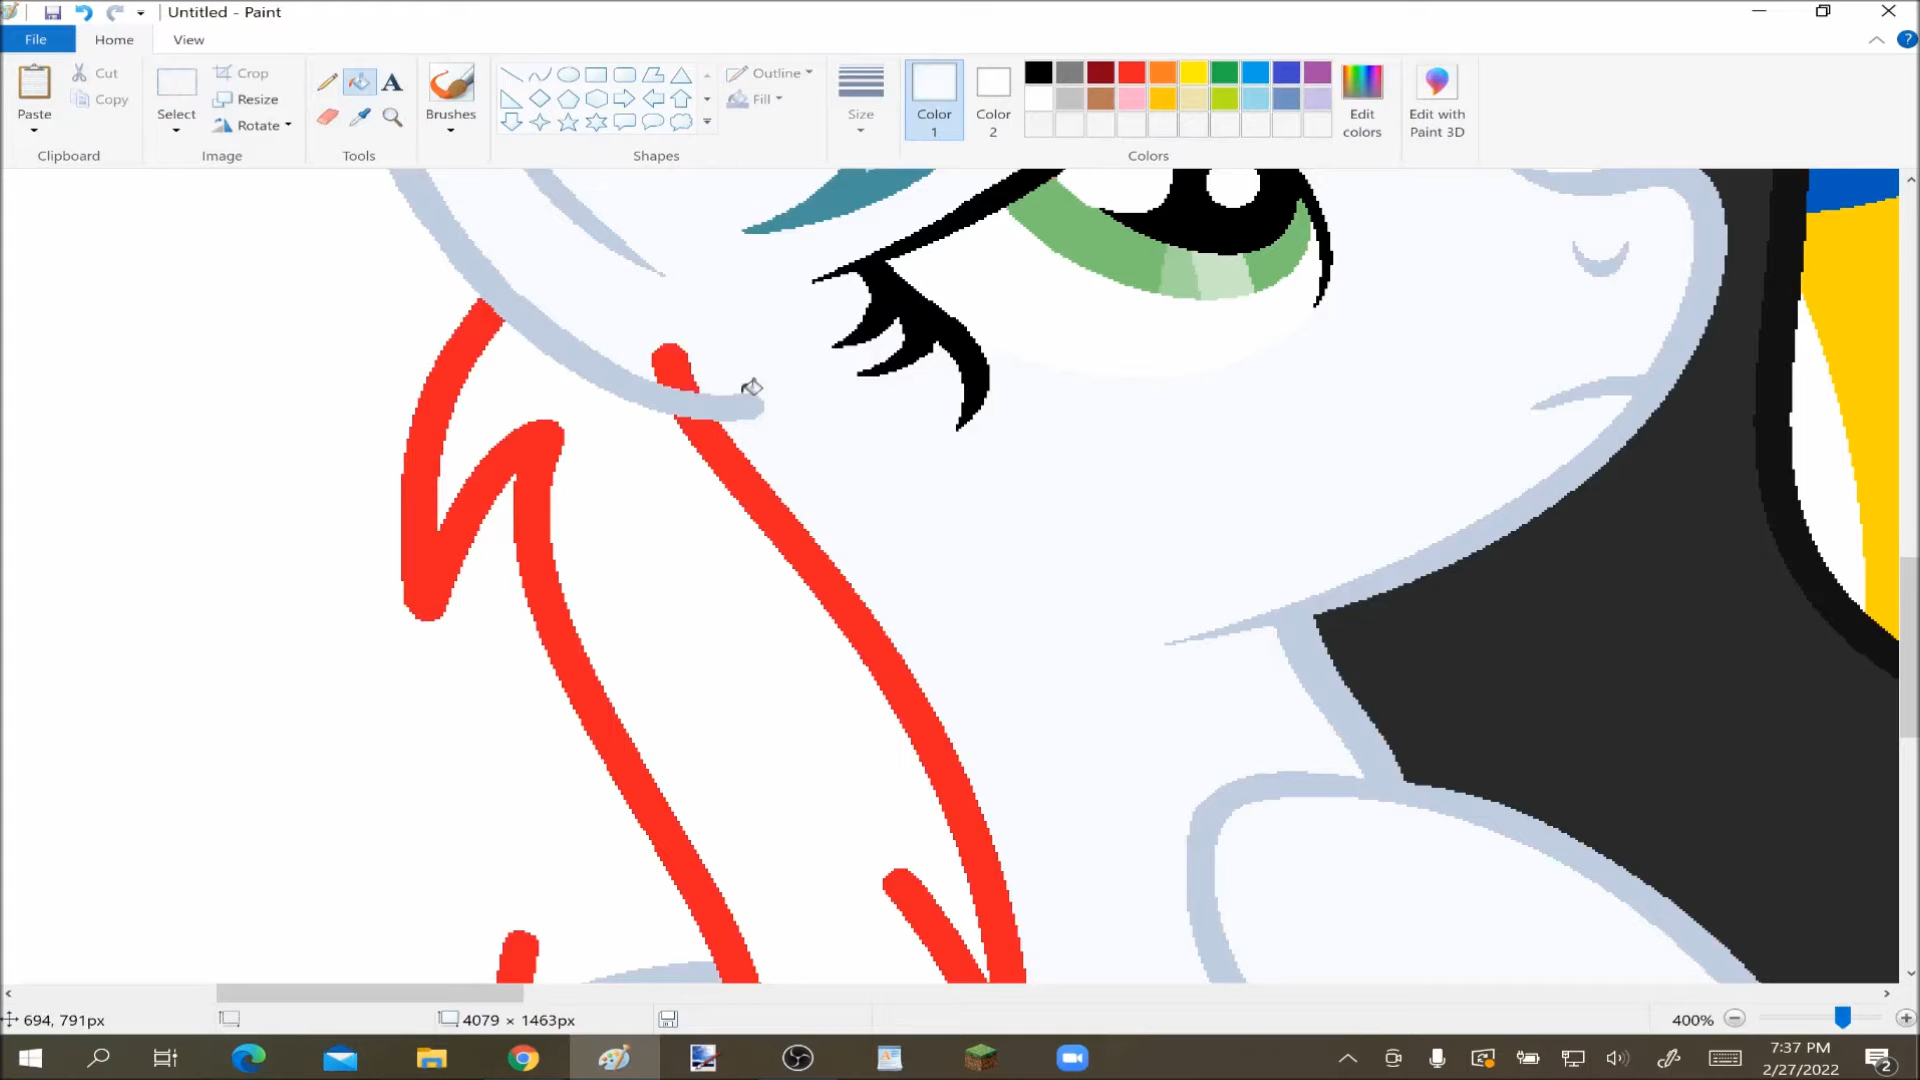 Untitled - Paint
File
Home
View
Paste
Cut
Copy
Clipboard
Select
Crop
Resize
Rotate
Image
A
Tools
Brushes
Outline
Fill
Shapes
Size
Color
1
Color
2
Edit
colors
Edit with
Paint 3D
Colors
?
694, 791px
4079 × 1463px
400%
7:37 PM
2/27/2022
2